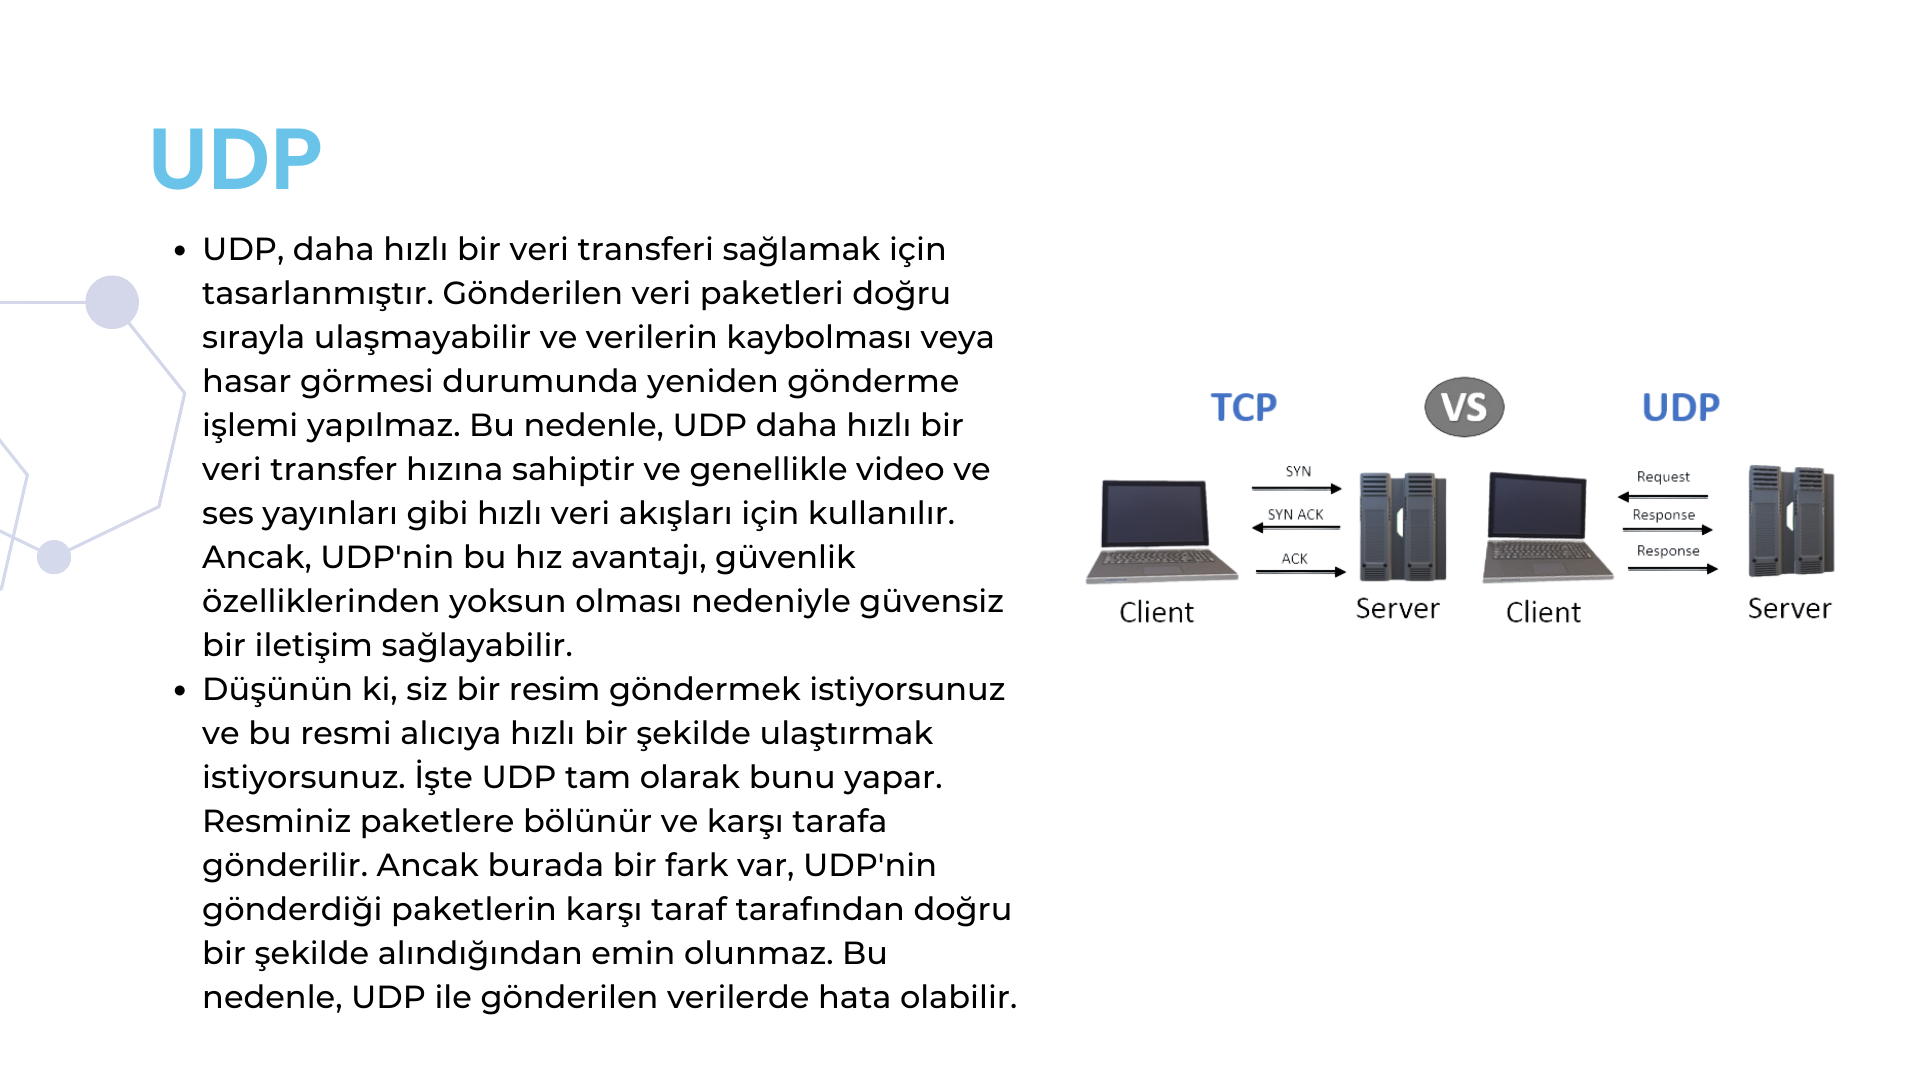 UDP
• UDP, daha hızlı bir veri transferi sağlamak için
tasarlanmıştır. Gönderilen veri paketleri doğru
sırayla ulaşmayabilir ve verilerin kaybolması veya
hasar görmesi durumunda yeniden gönderme
işlemi yapılmaz. Bu nedenle, UDP daha hızlı bir
veri transfer hızına sahiptir ve genellikle video ve
ses yayınları gibi hızlı veri akışları için kullanılır.
Ancak, UDP'nin bu hız avantajı, güvenlik
özelliklerinden yoksun olması nedeniyle güvensiz
bir iletişim sağlayabilir.
• Düşünün ki, siz bir resim göndermek istiyorsunuz
ve bu resmi alıcıya hızlı bir şekilde ulaştırmak
istiyorsunuz. İşte UDP tam olarak bunu yapar.
Resminiz paketlere bölünür ve karşı tarafa
gönderilir. Ancak burada bir fark var, UDP'nin
gönderdiği paketlerin karşı taraf tarafından doğru
bir şekilde alındığından emin olunmaz. Bu
nedenle, UDP ile gönderilen verilerde hata olabilir.
TCP
VS
UDP
SYN
SYN ACK
ACK
Client
Server
Request
Response
Response
Client
Server